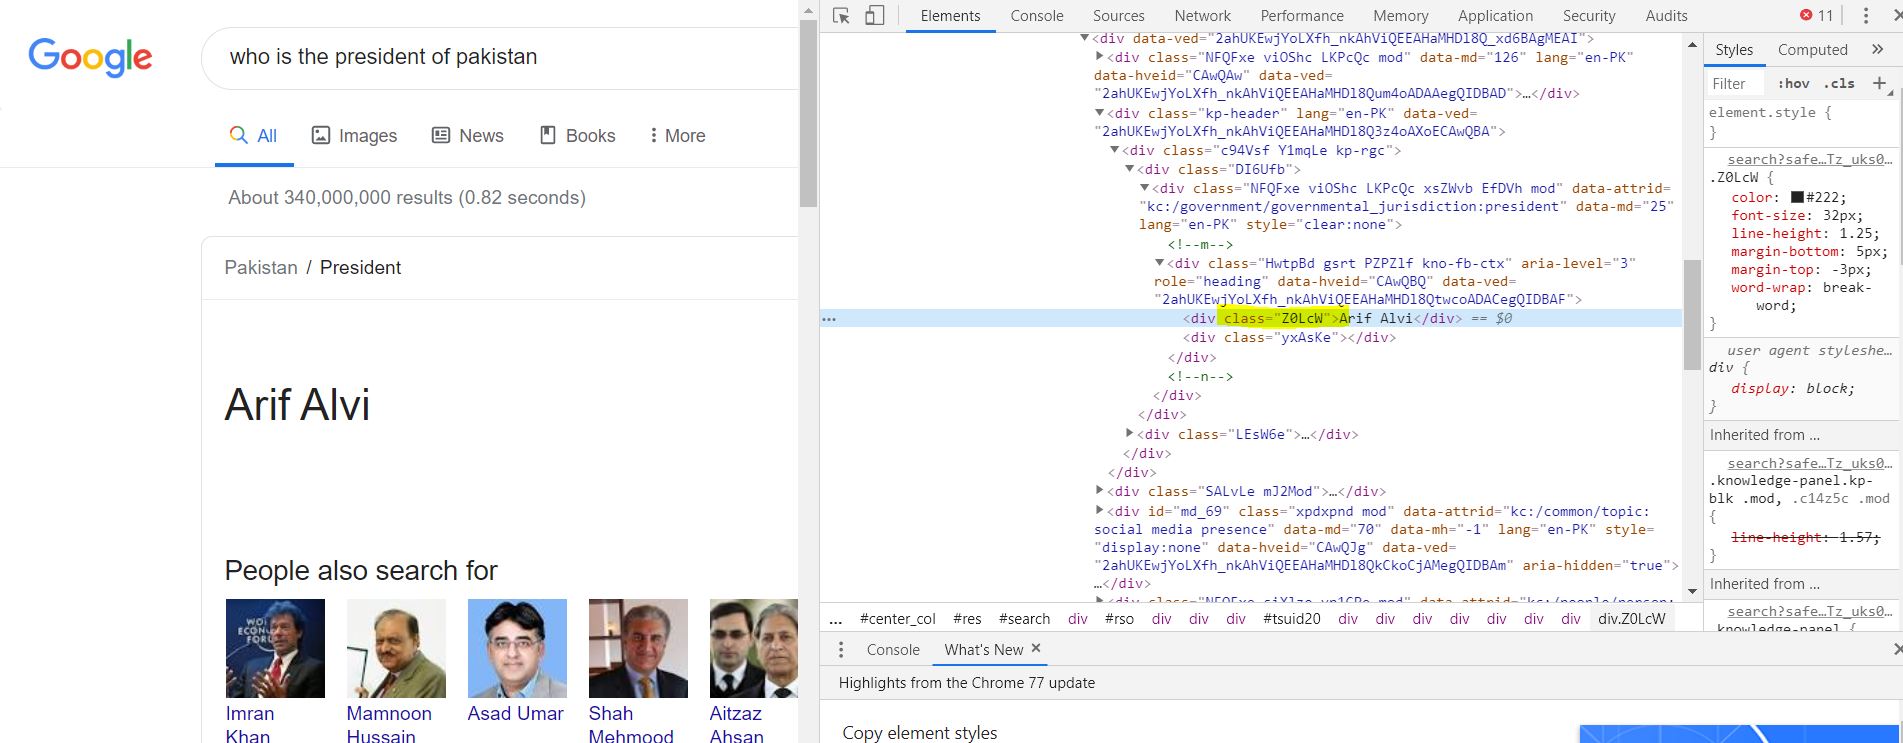 Google
who is the president of pakistan
All Images News Books More
About 340,000,000 results (0.82 seconds)
Pakistan / President
Arif Alvi
People also search for
Imran Khan
Mamnoon Hussain
Asad Umar
Shah Mehmood
Aitzaz Ahsan
Elements Console Sources Network Performance Memory Application Security Audits 11
<div data-ved="2ahUKEwjYoLXfh_nkAhViQEEAHaMHDl8Q_xd6BAgMEAI">
<div class="NFQFxe viOShc LKPcQc mod" data-md="126" lang="en-PK"
data-hveid="CAwQAw" data-ved=
"2ahUKEwjYoLXfh_nkAhViQEEAHaMHDl8Qum4oADAAegQIDBAD">…</div>
<div class="kp-header" lang="en-PK" data-ved=
"2ahUKEwjYoLXfh_nkAhViQEEAHaMHDl8Q3z4oAXoECAwQBA">
<div class="c94Vsf Y1mqLe kp-rgc">
<div class="DI6Ufb">
<div class="NFQFxe viOShc LKPcQc xsZWvb EfDVh mod" data-attrid=
"kc:/government/governmental_jurisdiction:president" data-md="25"
lang="en-PK" style="clear:none">
<!--m-->
<div class="HwtpBd gsrt PZPZlf kno-fb-ctx" aria-level="3"
role="heading" data-hveid="CAwQBQ" data-ved=
"2ahUKEwjYoLXfh_nkAhViQEEAHaMHDl8QtwcoADACegQIDBAF">
… <div class="Z0LcW">Arif Alvi</div> == $0
<div class="yxAsKe"></div>
</div>
<!--n-->
</div>
</div>
<div class="LEsW6e">…</div>
</div>
</div>
<div class="SALvLe mJ2Mod">…</div>
<div id="md_69" class="xpdxpnd mod" data-attrid="kc:/common/topic:
social media presence" data-md="70" data-mh="-1" lang="en-PK" style=
"display:none" data-hveid="CAwQJg" data-ved=
"2ahUKEwjYoLXfh_nkAhViQEEAHaMHDl8QkCkoCjAMegQIDBAm" aria-hidden="true">
…</div>
… #center_col #res #search div #rso div div div #tsuid20 div div div div div div div div.Z0LcW
Styles Computed »
Filter :hov .cls +
element.style {
}
search?safe…Tz_uks0…
.Z0LcW {
color: #222;
font-size: 32px;
line-height: 1.25;
margin-bottom: 5px;
margin-top: -3px;
word-wrap: break-
word;
}
user agent styleshe…
div {
display: block;
}
Inherited from ...
search?safe…Tz_uks0…
.knowledge-panel.kp-
blk .mod, .c14z5c .mod
{
line-height: 1.57;
}
Inherited from ...
search?safe…Tz_uks0…
.knowledge-panel {
Console What's New ×
Highlights from the Chrome 77 update
Copy element styles